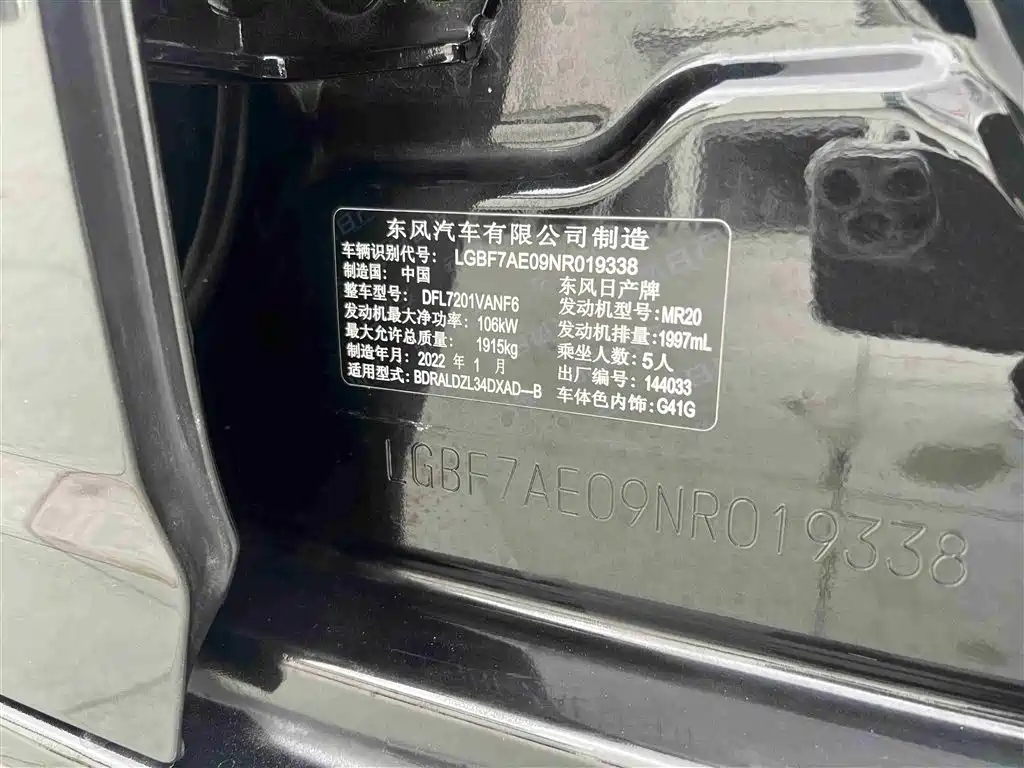 东风汽车有限公司制造
车辆识别代号: LGBF7AE09NR019338
制造国: 中国 东风日产牌
整车型号: DFL7201VANF6 发动机型号:MR20
发动机最大净功率: 106kW 发动机排量:1997mL
最大允许总质量: 1915kg 乘坐人数: 5人
制造年月: 2022 年 1 月 出厂编号: 144033
适用型式: BDRALDZL34DXAD—B 车体色内饰:G41G
LGBF7AE09NR019338